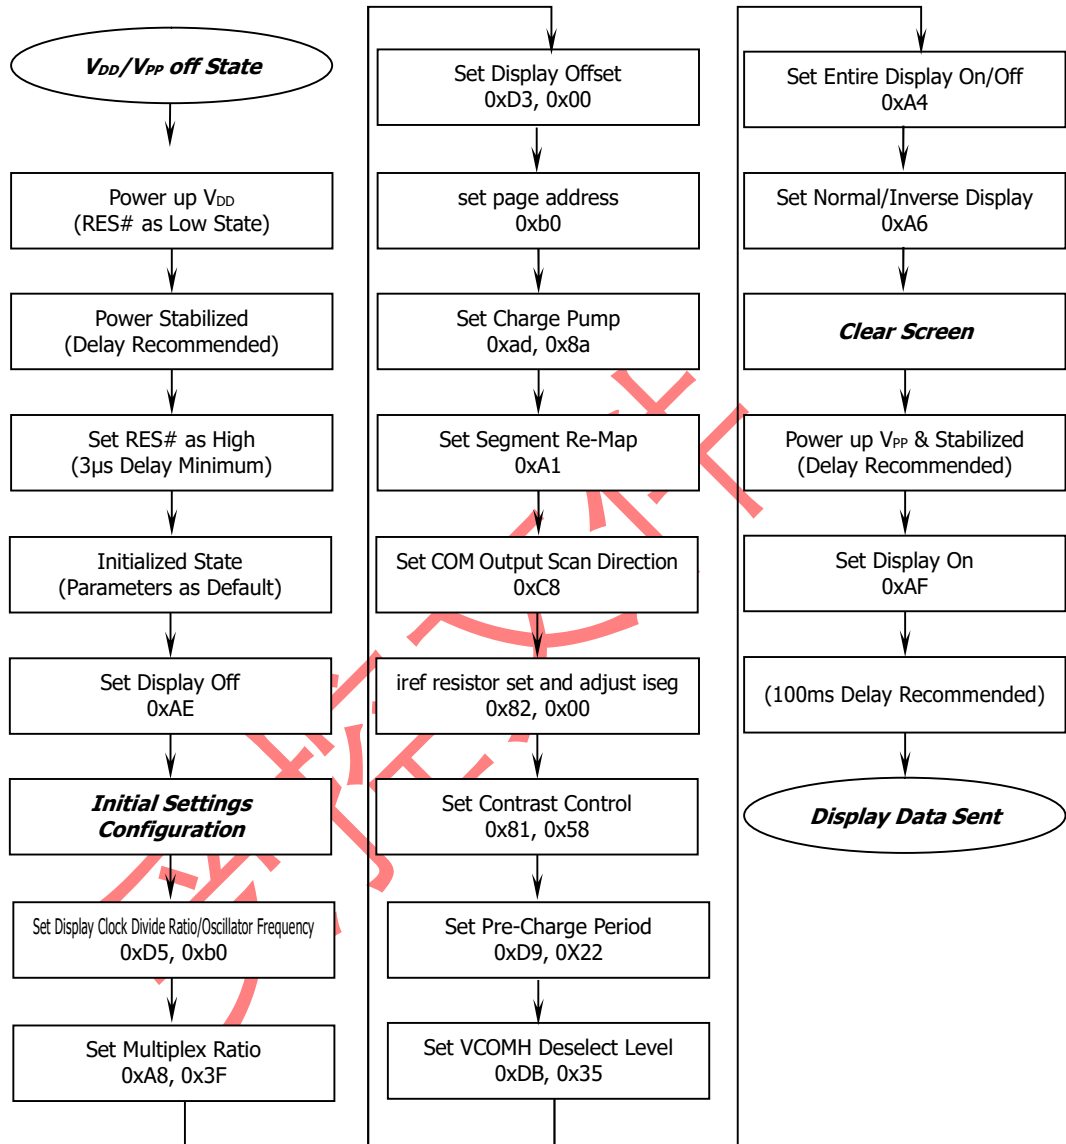 VDD/VPP off State
Power up VDD
(RES# as Low State)
Power Stabilized
(Delay Recommended)
Set RES# as High
(3µs Delay Minimum)
Initialized State
(Parameters as Default)
Set Display Off
0xAE
Initial Settings
Configuration
Set Display Clock Divide Ratio/Oscillator Frequency
0xD5, 0xb0
Set Multiplex Ratio
0xA8, 0x3F
Set Display Offset
0xD3, 0x00
set page address
0xb0
Set Charge Pump
0xad, 0x8a
Set Segment Re-Map
0xA1
Set COM Output Scan Direction
0xC8
iref resistor set and adjust iseg
0x82, 0x00
Set Contrast Control
0x81, 0x58
Set Pre-Charge Period
0xD9, 0X22
Set VCOMH Deselect Level
0xDB, 0x35
Set Entire Display On/Off
0xA4
Set Normal/Inverse Display
0xA6
Clear Screen
Power up VPP & Stabilized
(Delay Recommended)
Set Display On
0xAF
(100ms Delay Recommended)
Display Data Sent